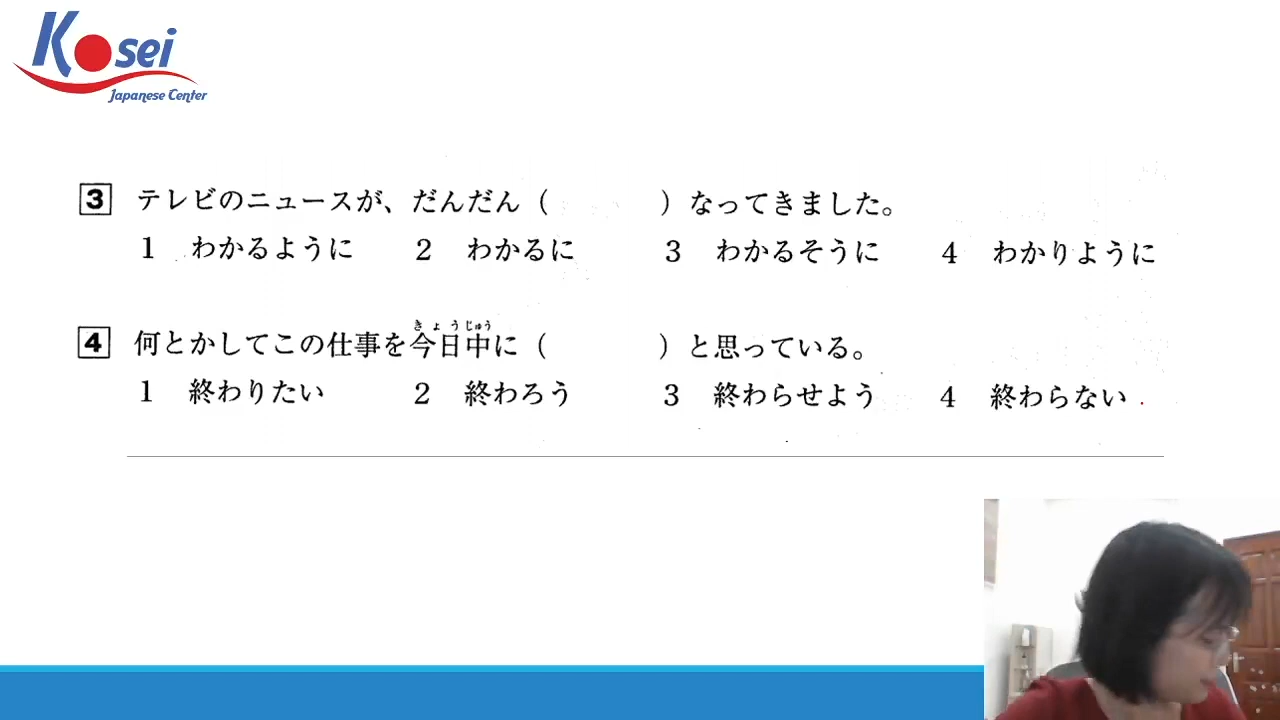 Kosei
Japanese Center
3 テレビのニュースが、だんだん（　　　）なってきました。
1 わかるように 2 わかるに 3 わかるそうに 4 わかりように
きょうじゅう
4 何とかしてこの仕事を今日中に（　　　）と思っている。
1 終わりたい 2 終わろう 3 終わらせよう 4 終わらない